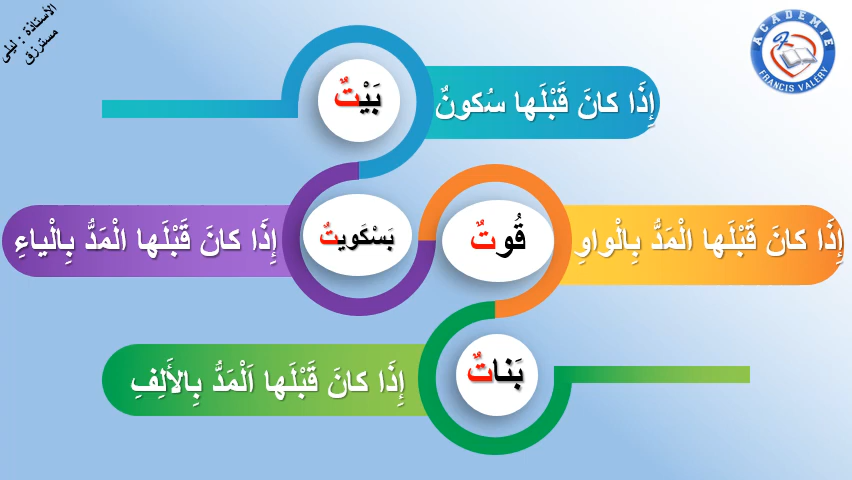 الأستاذة : ليلى
مسترزق
ACADEMIE
FRANCIS VALERY
إِذَا كانَ قَبْلَها سُكونٌ
بَيْتٌ
إِذَا كانَ قَبْلَها الْمَدُّ بِالْواوِ
قُوتٌ
بَسْكَويتٌ
إِذَا كانَ قَبْلَها الْمَدُّ بِالْياءِ
بَناتٌ
إِذَا كانَ قَبْلَها اَلْمَدُّ بِالأَلِفِ